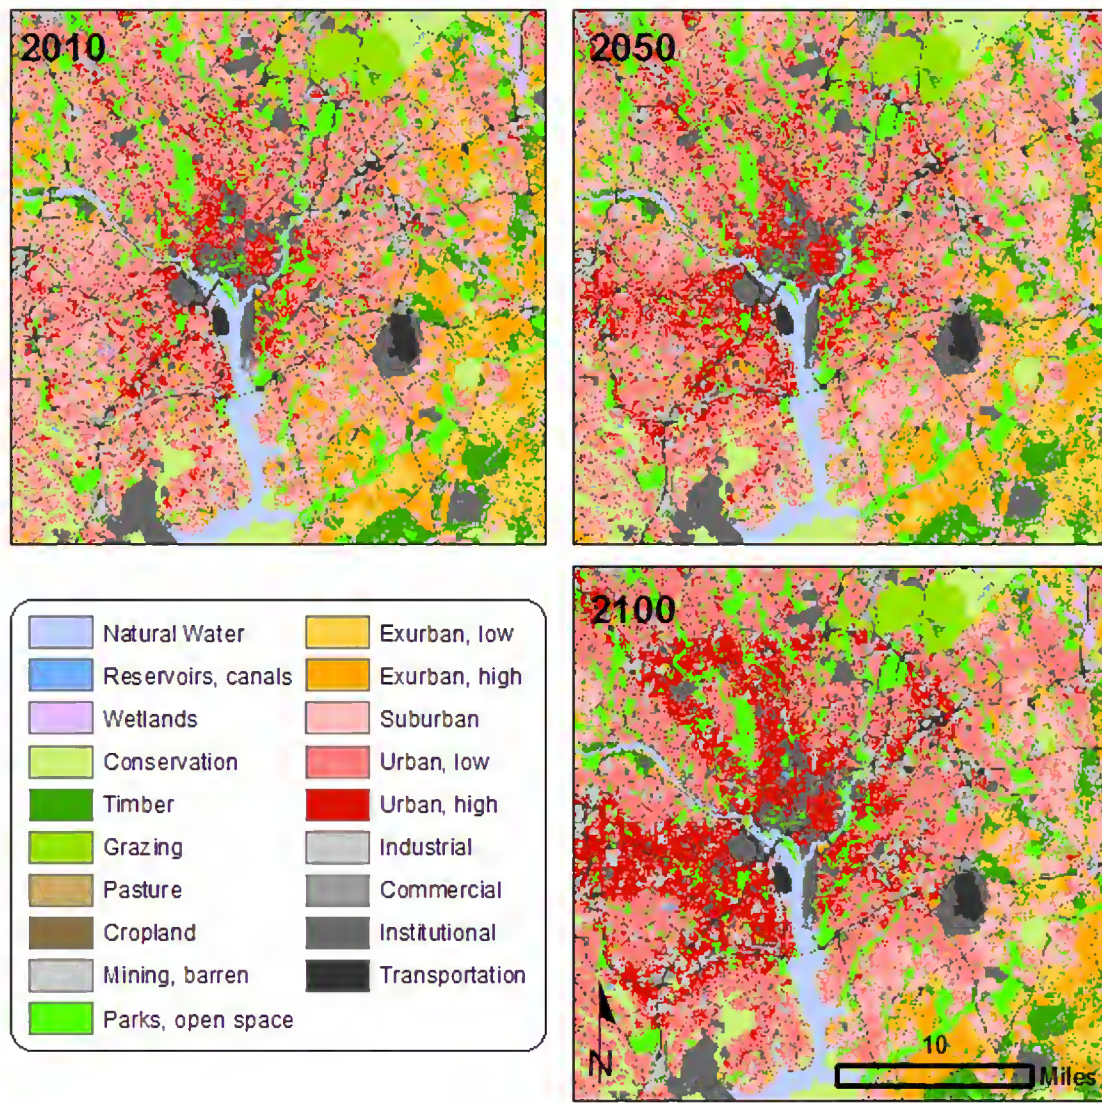 2010
2050
Natural Water
Reservoirs, canals
Wetlands
Conservation
Timber
Grazing
Pasture
Cropland
Mining, barren
Parks, open space
Exurban, low
Exurban, high
Suburban
Urban, low
Urban, high
Industrial
Commercial
Institutional
Transportation
2100
N
10
Miles